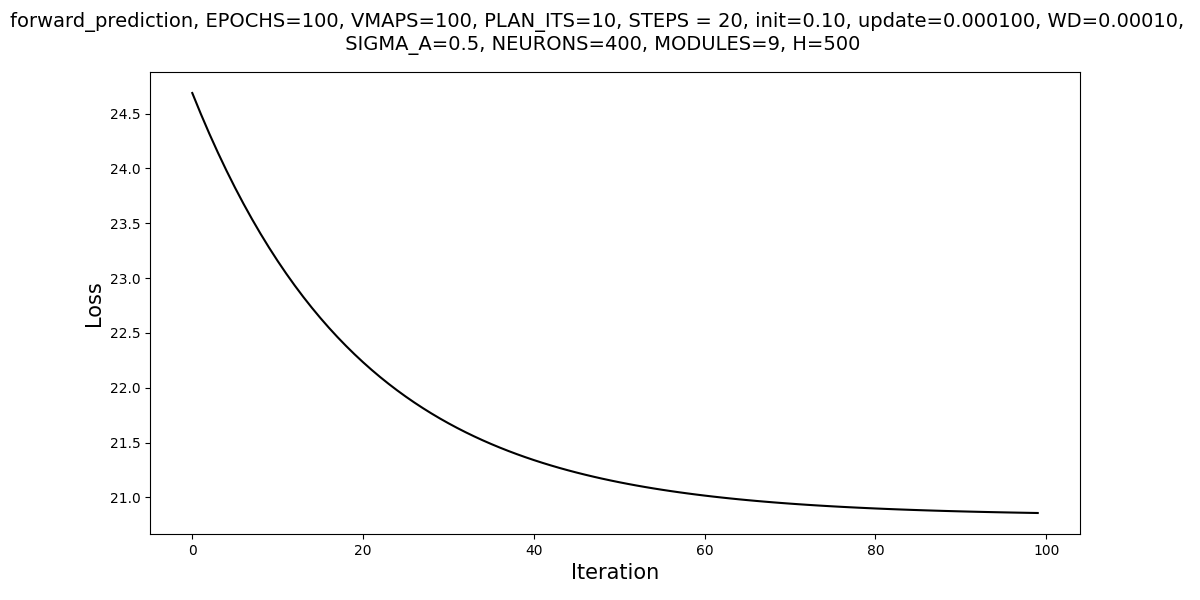 forward_prediction, EPOCHS=100, VMAPS=100, PLAN_ITS=10, STEPS = 20, init=0.10, update=0.000100, WD=0.00010,
SIGMA_A=0.5, NEURONS=400, MODULES=9, H=500
24.5
24.0
23.5
23.0
22.5
22.0
21.5
21.0
Loss
0 20 40 60 80 100
Iteration